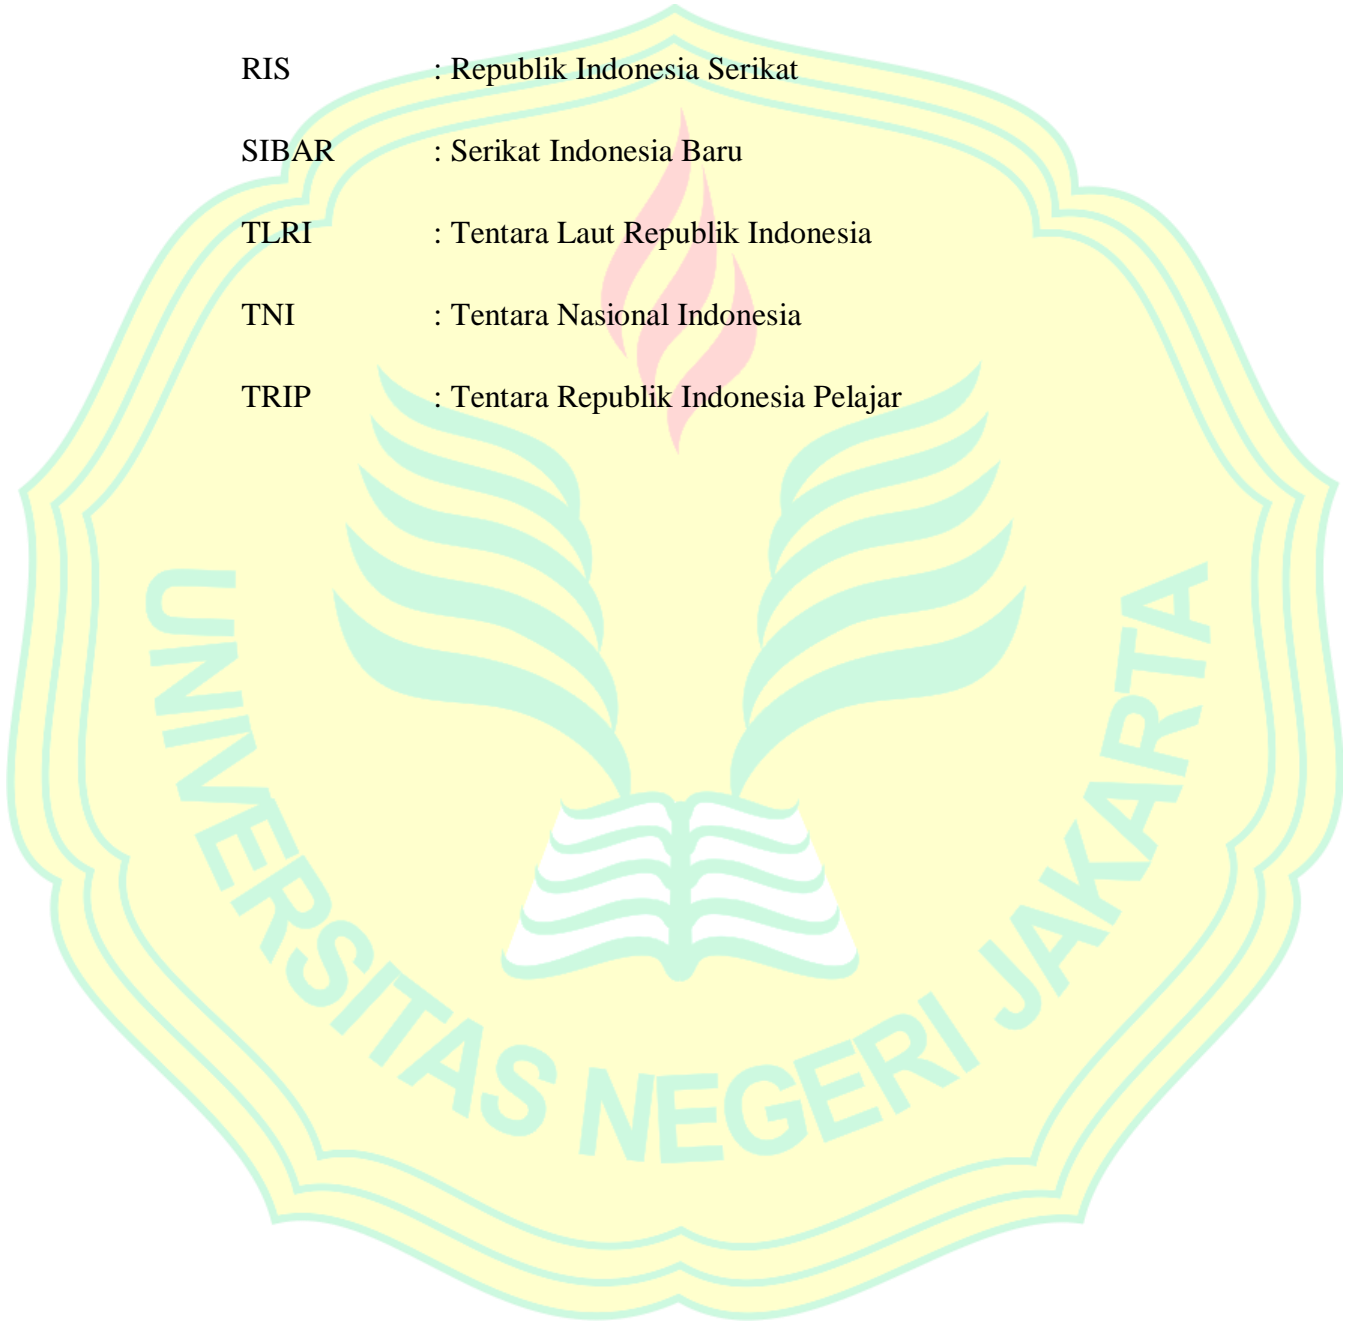 RIS : Republik Indonesia Serikat
SIBAR : Serikat Indonesia Baru
TLRI : Tentara Laut Republik Indonesia
TNI : Tentara Nasional Indonesia
TRIP : Tentara Republik Indonesia Pelajar
UNIVERSITAS NEGERI JAKARTA